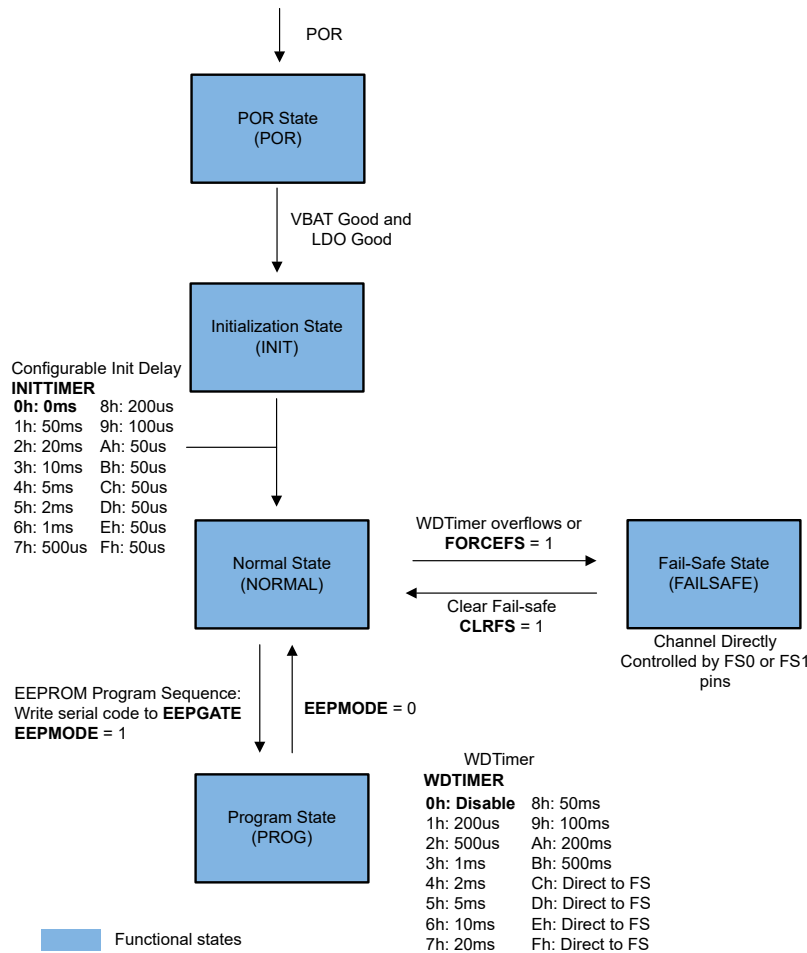 POR
POR State
(POR)
VBAT Good and
LDO Good
Initialization State
(INIT)
Configurable Init Delay
INITTIMER
0h: 0ms 8h: 200us
1h: 50ms 9h: 100us
2h: 20ms Ah: 50us
3h: 10ms Bh: 50us
4h: 5ms Ch: 50us
5h: 2ms Dh: 50us
6h: 1ms Eh: 50us
7h: 500us Fh: 50us
Normal State
(NORMAL)
WDTimer overflows or
FORCEFS = 1
Clear Fail-safe
CLRFS = 1
Fail-Safe State
(FAILSAFE)
Channel Directly
Controlled by FS0 or FS1
pins
EEPROM Program Sequence:
Write serial code to EEPGATE
EEPMODE = 1
EEPMODE = 0
Program State
(PROG)
WDTimer
WDTIMER
0h: Disable 8h: 50ms
1h: 200us 9h: 100ms
2h: 500us Ah: 200ms
3h: 1ms Bh: 500ms
4h: 2ms Ch: Direct to FS
5h: 5ms Dh: Direct to FS
6h: 10ms Eh: Direct to FS
7h: 20ms Fh: Direct to FS
Functional states